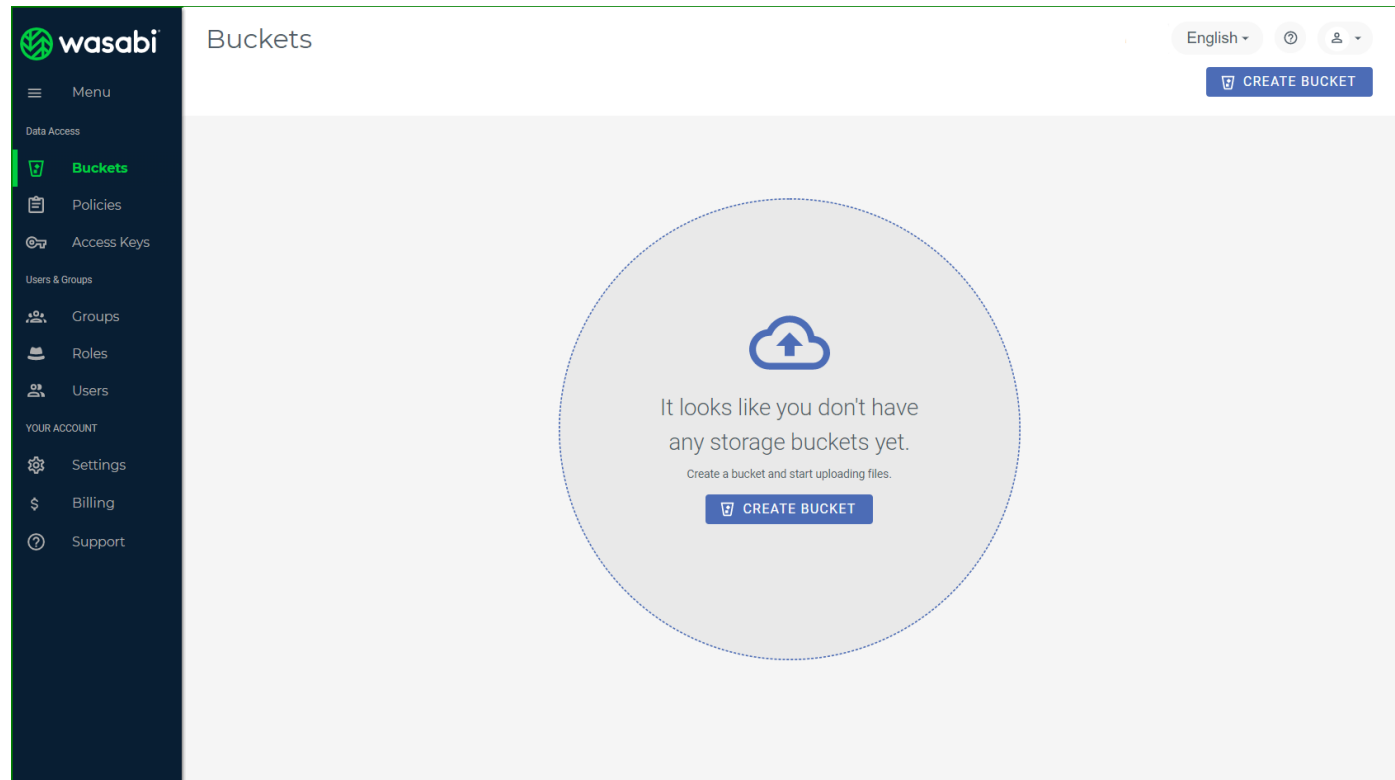 wasabi
Buckets
English
CREATE BUCKET
Menu
Data Access
Buckets
Policies
Access Keys
Users & Groups
Groups
Roles
Users
YOUR ACCOUNT
Settings
Billing
Support
It looks like you don't have
any storage buckets yet.
Create a bucket and start uploading files.
CREATE BUCKET